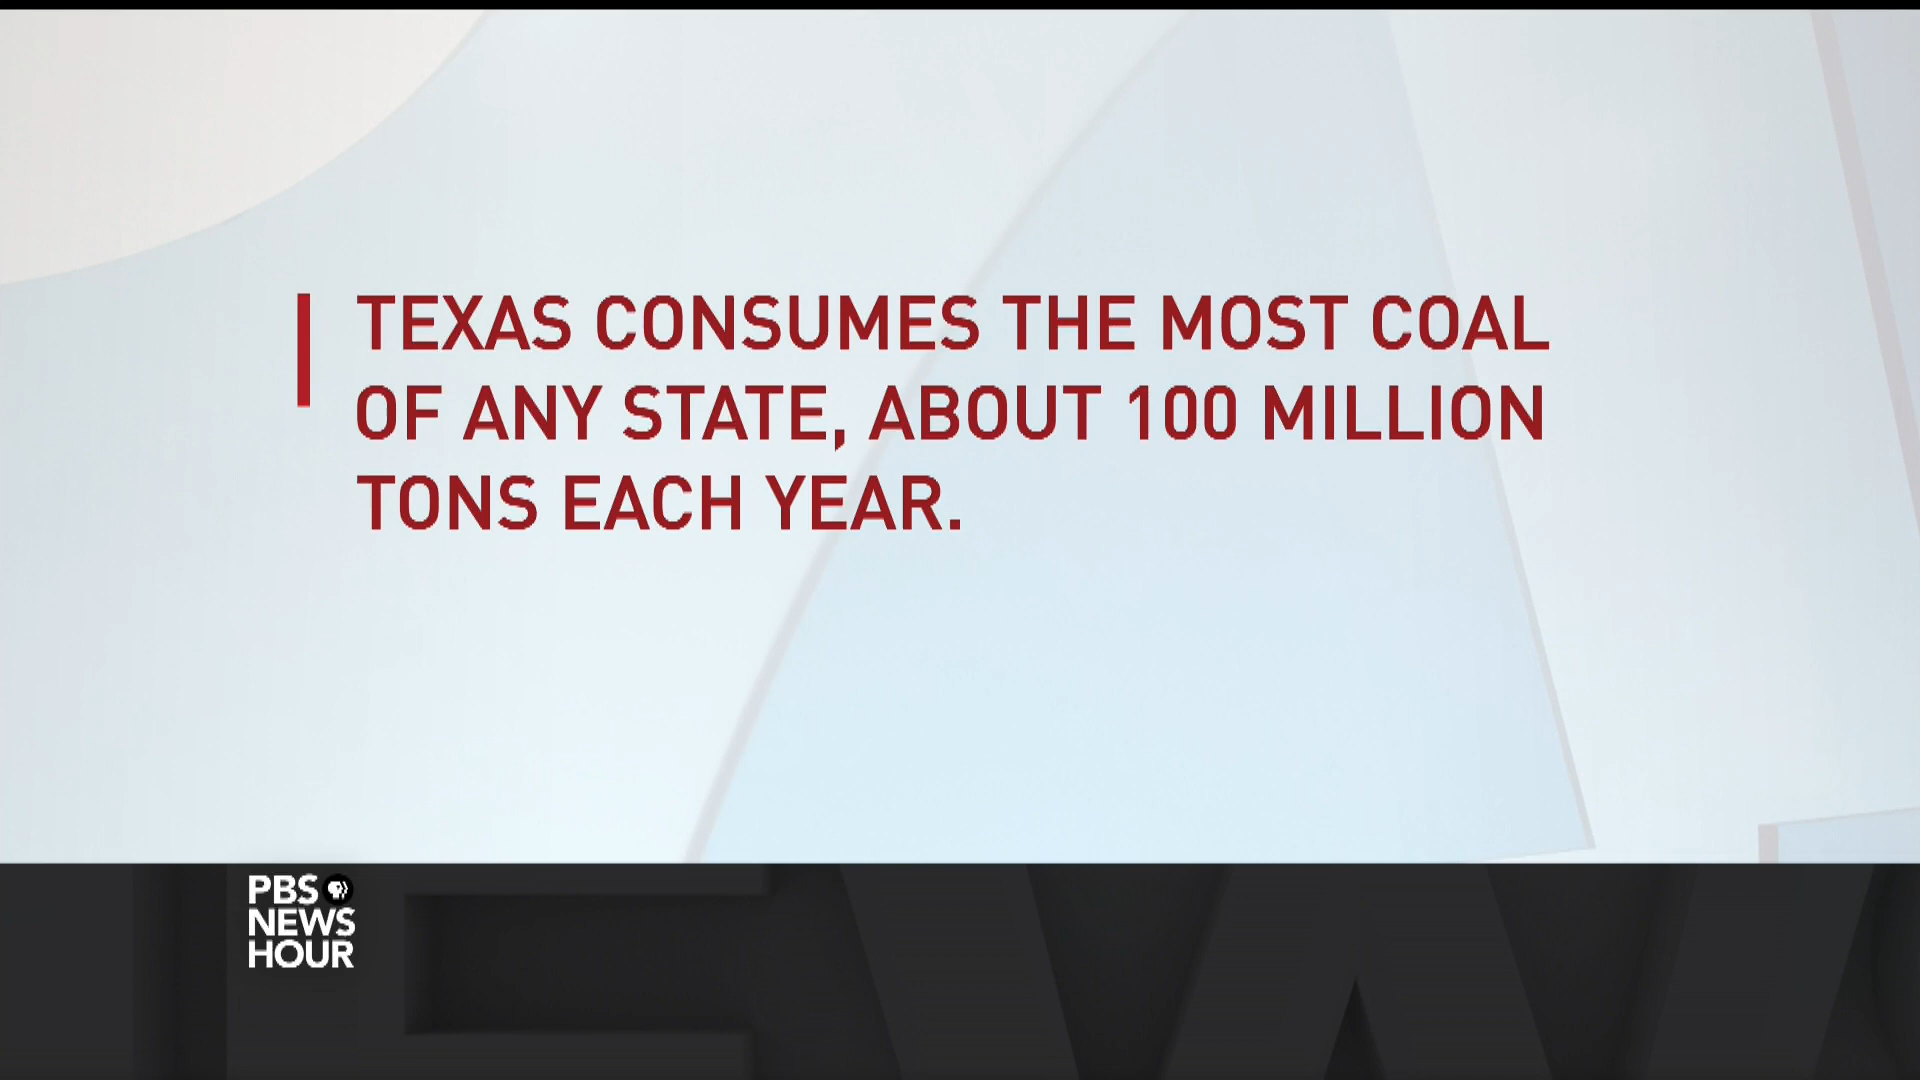 TEXAS CONSUMES THE MOST COAL
OF ANY STATE, ABOUT 100 MILLION
TONS EACH YEAR.
PBS
NEWS
HOUR